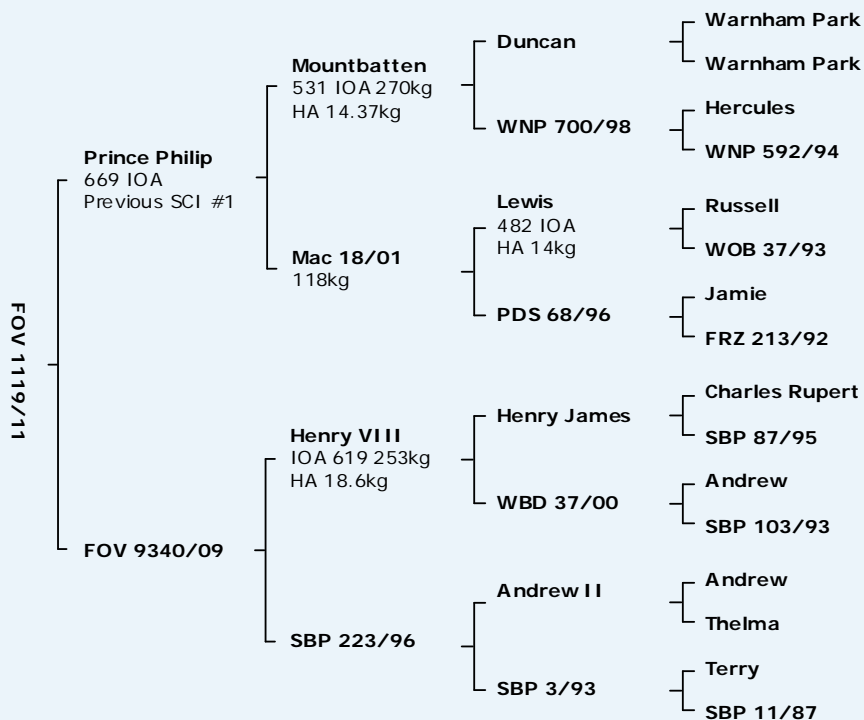 FOV 1119/11
Prince Philip
669 IOA
Previous SCI #1
FOV 9340/09
Mountbatten
531 IOA 270kg
HA 14.37kg
Mac 18/01
118kg
Henry VIII
IOA 619 253kg
HA 18.6kg
SBP 223/96
Duncan
WNP 700/98
Lewis
482 IOA
HA 14kg
PDS 68/96
Henry James
WBD 37/00
Andrew II
SBP 3/93
Warnham Park
Warnham Park
Hercules
WNP 592/94
Russell
WOB 37/93
Jamie
FRZ 213/92
Charles Rupert
SBP 87/95
Andrew
SBP 103/93
Andrew
Thelma
Terry
SBP 11/87